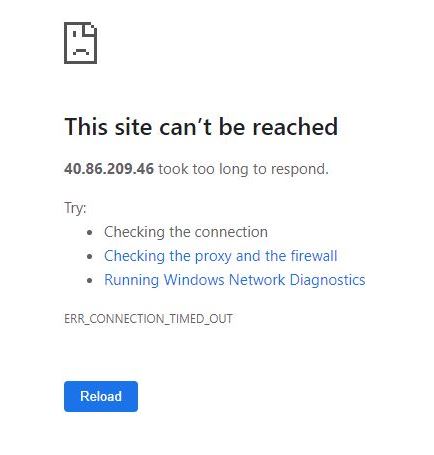 This site can’t be reached
40.86.209.46 took too long to respond.
Try:
• Checking the connection
• Checking the proxy and the firewall
• Running Windows Network Diagnostics
ERR_CONNECTION_TIMED_OUT
Reload